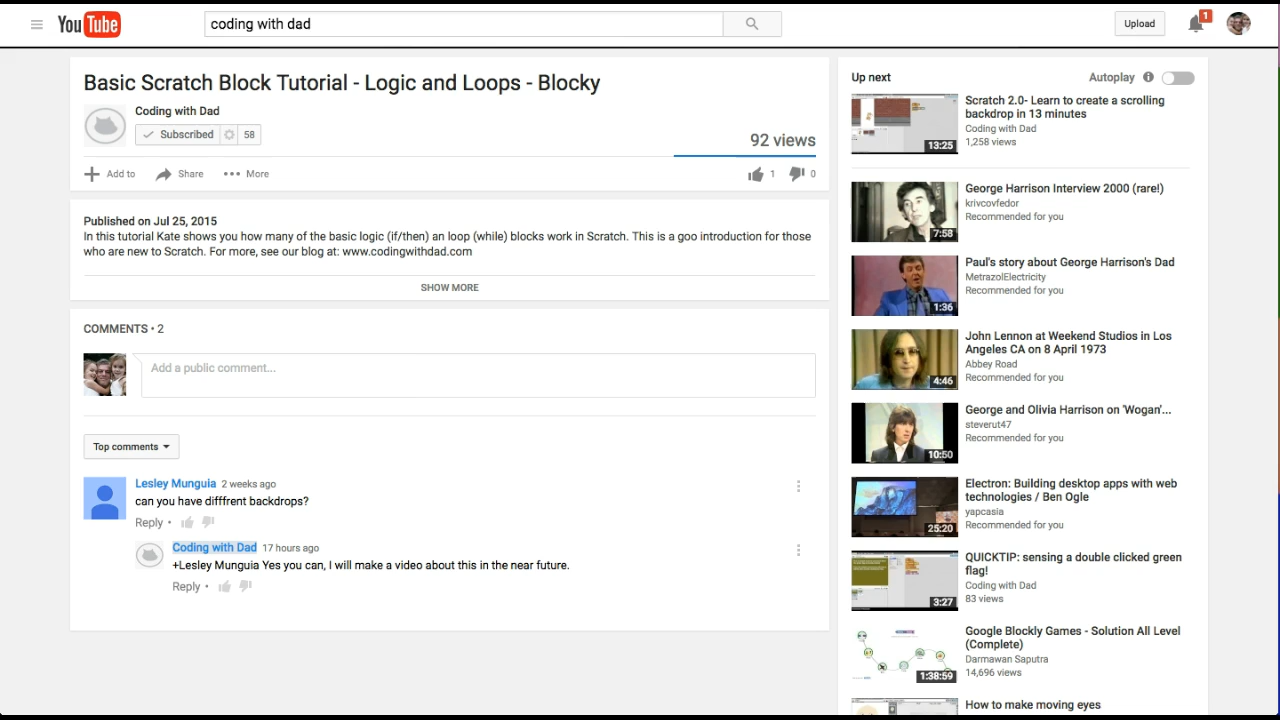 YouTube
coding with dad
Upload
1
Basic Scratch Block Tutorial - Logic and Loops - Blocky
Coding with Dad
Subscribed
58
92 views
Add to
Share
More
1
0
Published on Jul 25, 2015
In this tutorial Kate shows you how many of the basic logic (if/then) an loop (while) blocks work in Scratch. This is a goo introduction for those
who are new to Scratch. For more, see our blog at: www.codingwithdad.com
SHOW MORE
COMMENTS • 2
Add a public comment...
Top comments
Lesley Munguia 2 weeks ago
can you have diffrent backdrops?
Reply •
Coding with Dad 17 hours ago
+Lesley Munguia Yes you can, I will make a video about this in the near future.
Reply •
Up next
Autoplay
Scratch 2.0- Learn to create a scrolling
backdrop in 13 minutes
Coding with Dad
1,258 views
13:25
George Harrison Interview 2000 (rare!)
krivcovfedor
Recommended for you
7:58
Paul's story about George Harrison's Dad
MetrazolElectricity
Recommended for you
1:36
John Lennon at Weekend Studios in Los
Angeles CA on 8 April 1973
Abbey Road
Recommended for you
4:46
George and Olivia Harrison on 'Wogan'...
steverut47
Recommended for you
10:50
Electron: Building desktop apps with web
technologies / Ben Ogle
yapcasia
Recommended for you
25:20
QUICKTIP: sensing a double clicked green
flag!
Coding with Dad
83 views
3:27
Google Blockly Games - Solution All Level
(Complete)
Darmawan Saputra
14,696 views
1:38:59
How to make moving eyes